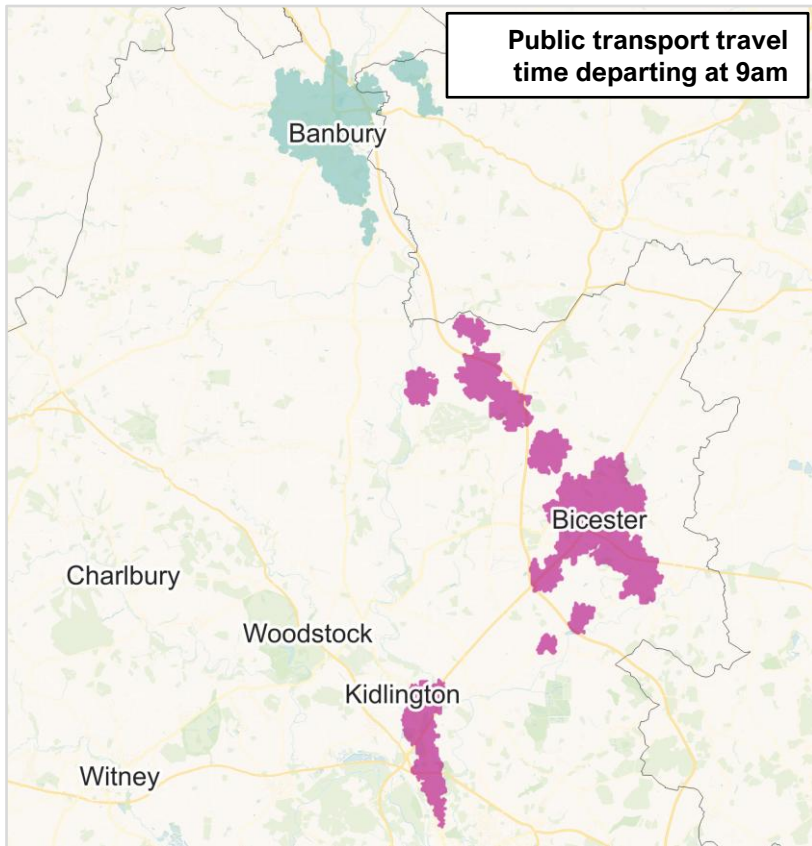 Public transport travel
time departing at 9am
Banbury
Bicester
Charlbury
Woodstock
Kidlington
Witney